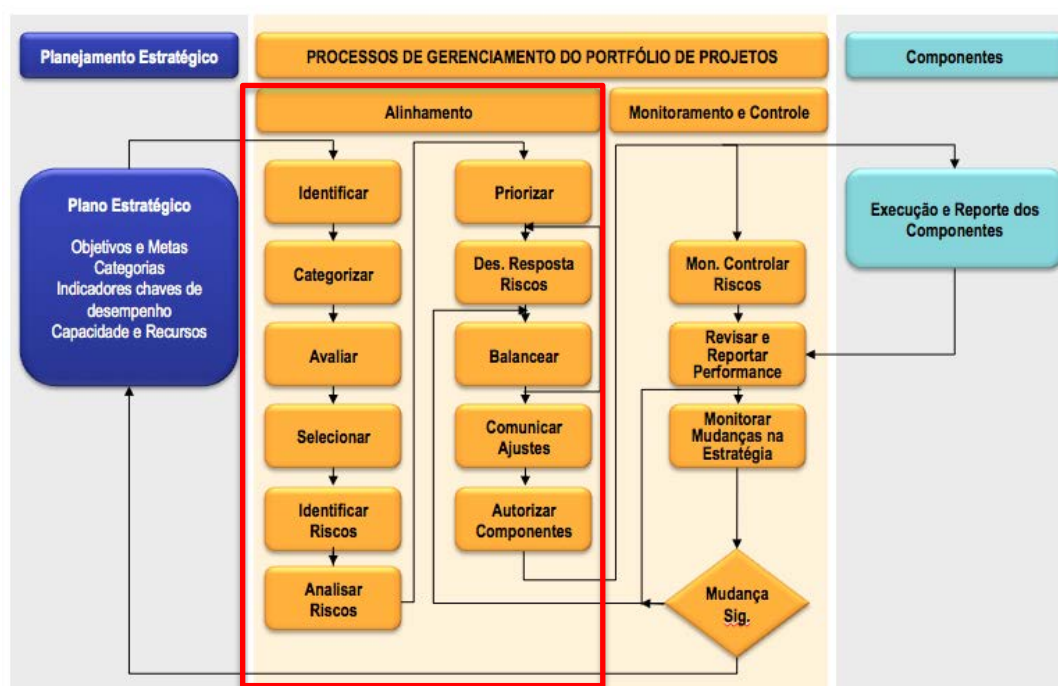 Planejamento Estratégico
PROCESSOS DE GERENCIAMENTO DO PORTFÓLIO DE PROJETOS
Componentes
Alinhamento
Monitoramento e Controle
Plano Estratégico
Objetivos e Metas
Categorias
Indicadores chaves de
desempenho
Capacidade e Recursos
Identificar
Categorizar
Avaliar
Selecionar
Identificar
Riscos
Analisar
Riscos
Priorizar
Des. Resposta
Riscos
Balancear
Comunicar
Ajustes
Autorizar
Componentes
Mon. Controlar
Riscos
Revisar e
Reportar
Performance
Monitorar
Mudanças na
Estratégia
Mudança
Sig.
Execução e Reporte dos
Componentes